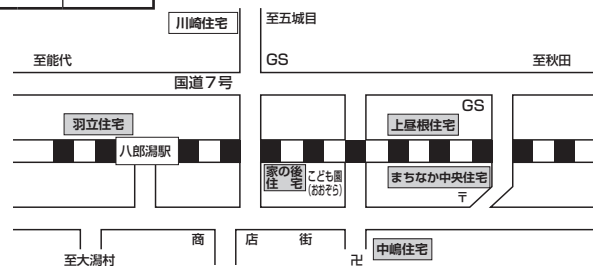 川崎住宅
至五城目
至能代
GS
至秋田
国道7号
GS
羽立住宅
上昼根住宅
八郎潟駅
家の後
住宅
こども園
(おおぞら)
まちなか中央住宅
〒
商店街
卍
中嶋住宅
至大潟村